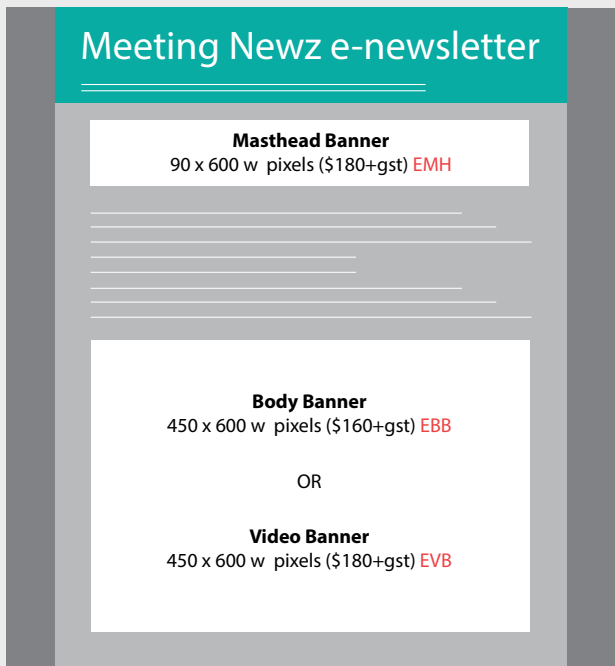 Meeting Newz e-newsletter
Masthead Banner
90 x 600 w pixels ($180+gst) EMH
Body Banner
450 x 600 w pixels ($160+gst) EBB
OR
Video Banner
450 x 600 w pixels ($180+gst) EVB